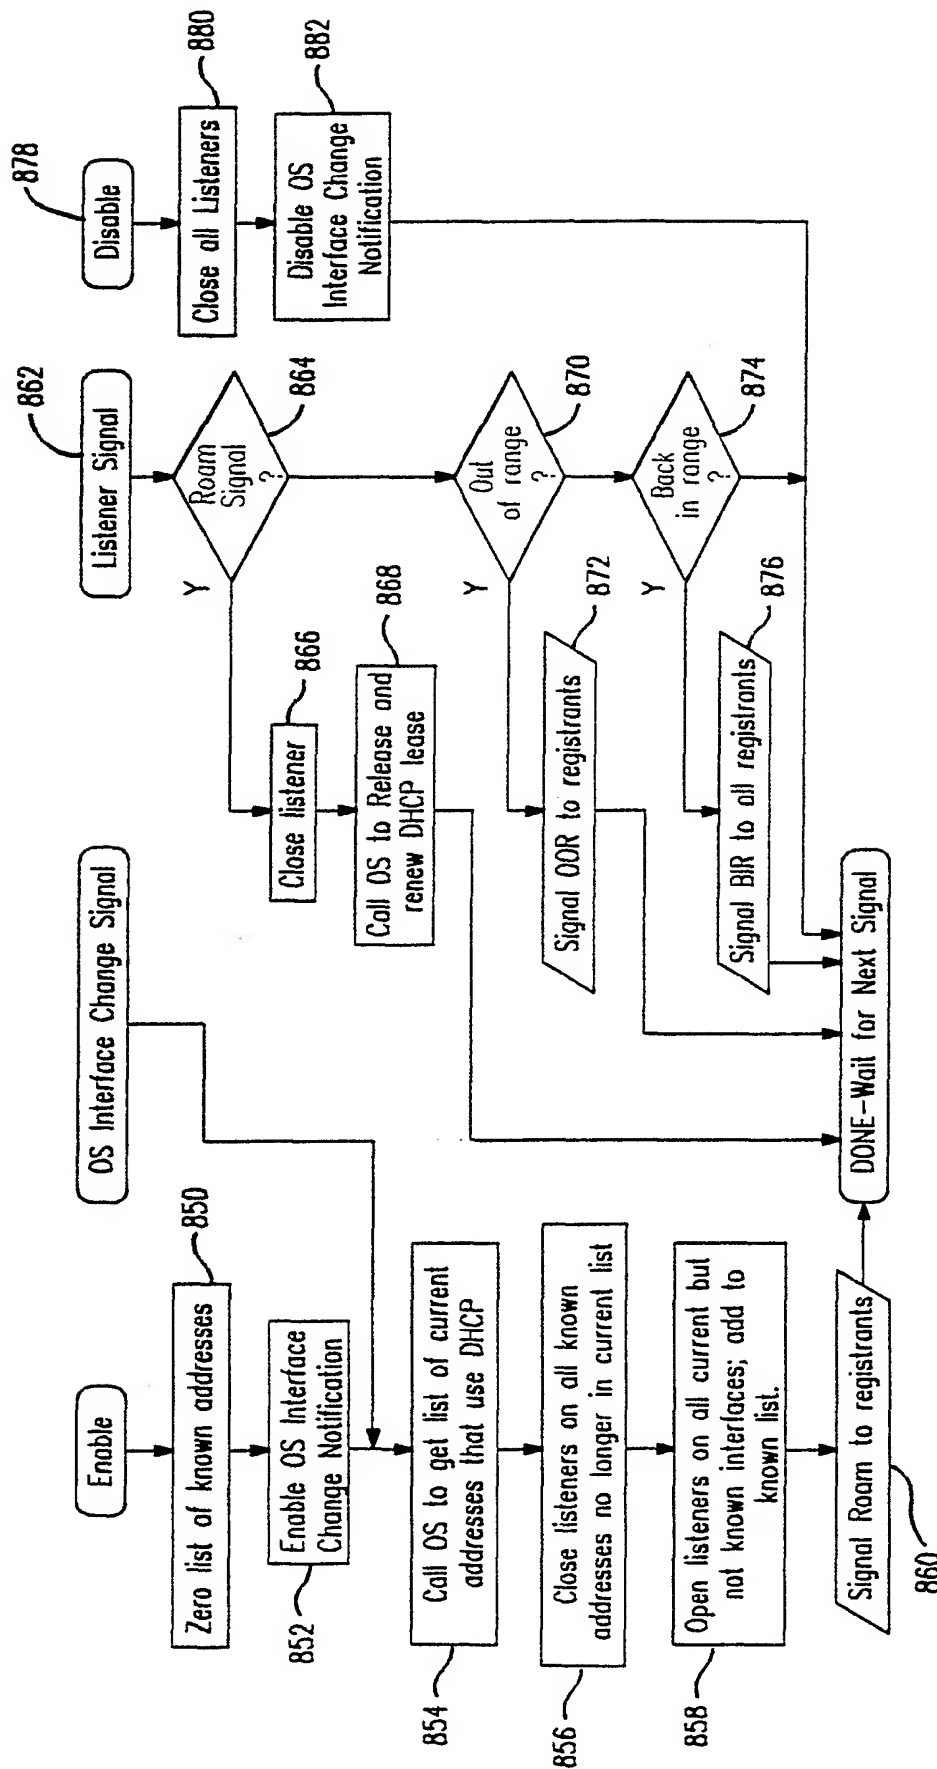 Enable
850
Zero list of known addresses
Enable OS Interface
Change Notification
852
OS Interface Change Signal
Call OS to get list of current
addresses that use DHCP
854
Close listeners on all known
addresses no longer in current list
856
Open listeners on all current but
not known interfaces; add to
known list.
858
Signal Roam to registrants
860
Listener Signal
862
Roam
Signal
?
864
Y
Close listener
866
Call OS to Release and
renew DHCP lease
868
Out
of range
?
870
Y
Signal OOR to registrants
872
Back
in range
?
874
Y
Signal BIR to all registrants
876
Disable
878
Close all Listeners
880
Disable OS
Interface Change
Notification
882
DONE-Wait for Next Signal